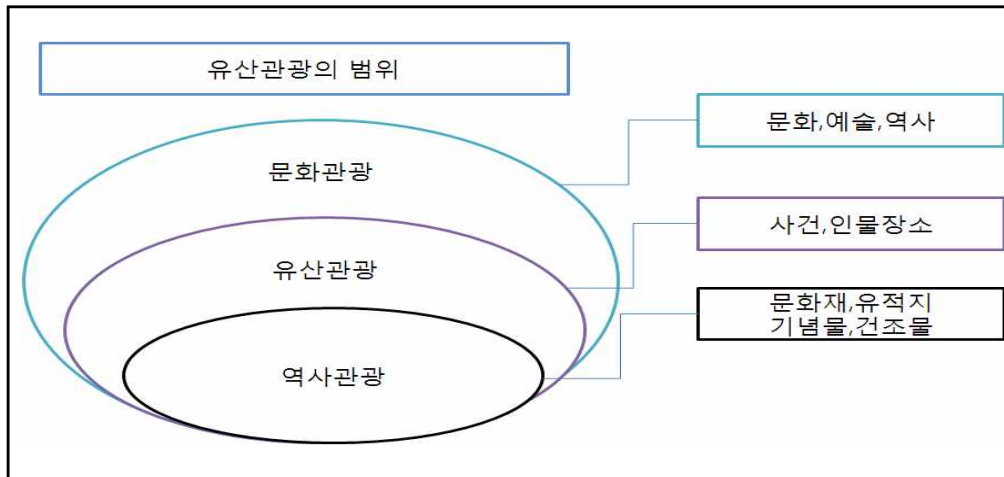 유산관광의 범위
문화,예술,역사
문화관광
사건,인물장소
유산관광
문화재,유적지
기념물,건조물
역사관광